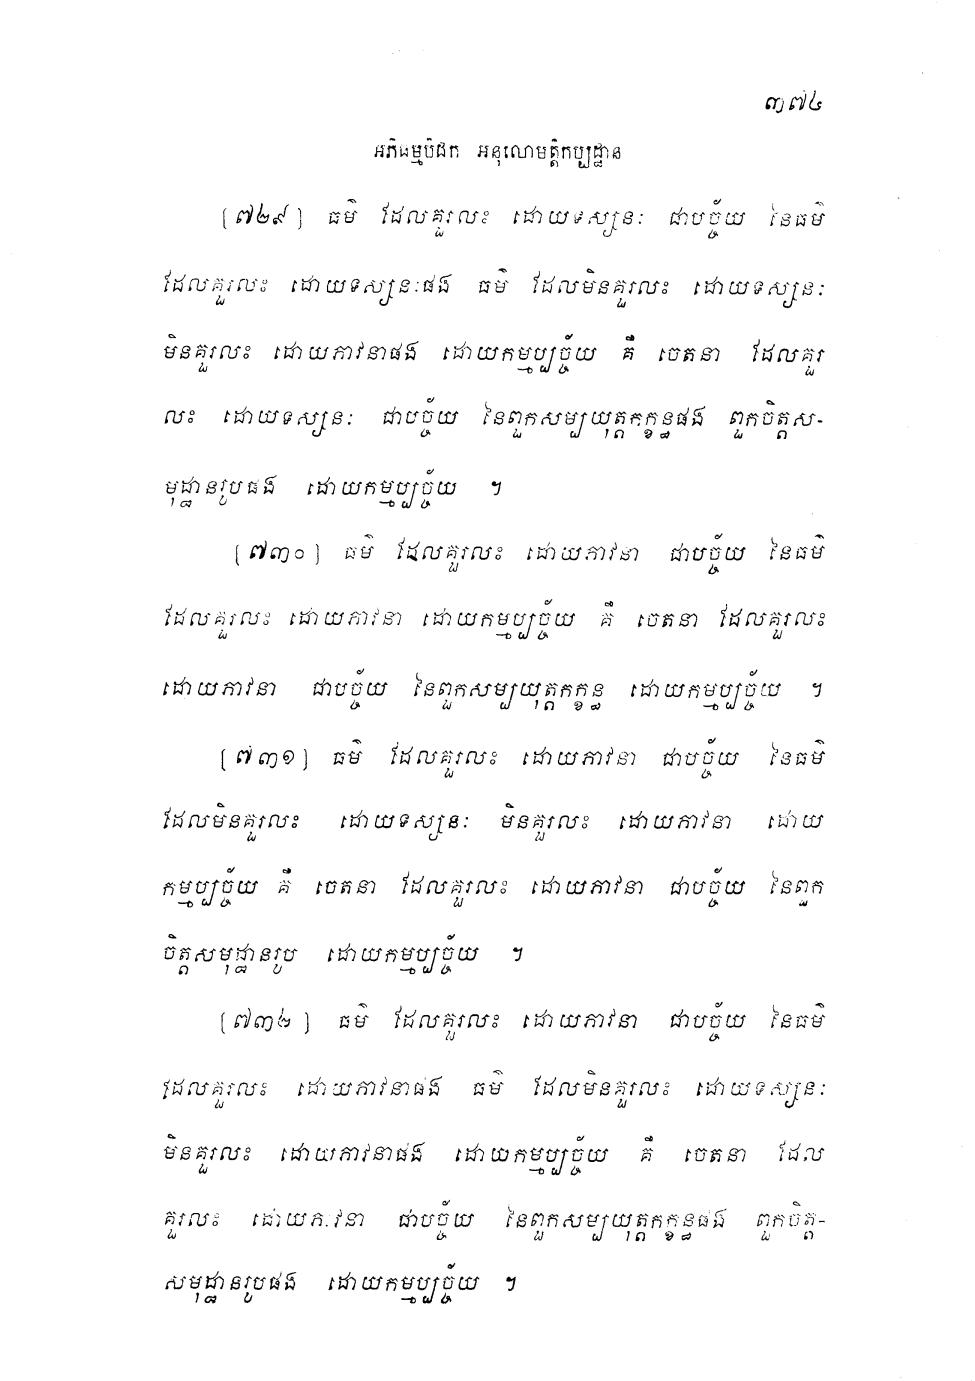 ៣៧៤
អភិធម្មបិដក អនុលោមត្តិកប្បដ្ឋាន
[៧២៩] ធម៌ ដែលគួរលះ ដោយទស្សនៈ ជាបច្ច័យ នៃធម៌
ដែលគួរលះ ដោយទស្សនៈផង ធម៌ ដែលមិនគួរលះ ដោយទស្សនៈ
មិនគួរលះ ដោយភាវនាផង ដោយកម្មប្បច្ច័យ គឺ ចេតនា ដែលគួរ
លះ ដោយទស្សនៈ ជាបច្ច័យ នៃពួកសម្បយុត្តកក្ខន្ធផង ពួកចិត្តស-
មុដ្ឋានរូបផង ដោយកម្មប្បច្ច័យ ។
[៧៣០] ធម៌ ដែលគួរលះ ដោយភាវនា ជាបច្ច័យ នៃធម៌
ដែលគួរលះ ដោយភាវនា ដោយកម្មប្បច្ច័យ គឺ ចេតនា ដែលគួរលះ
ដោយភាវនា ជាបច្ច័យ នៃពួកសម្បយុត្តកក្ខន្ធ ដោយកម្មប្បច្ច័យ ។
[៧៣១] ធម៌ ដែលគួរលះ ដោយភាវនា ជាបច្ច័យ នៃធម៌
ដែលមិនគួរលះ ដោយទស្សនៈ មិនគួរលះ ដោយភាវនា ដោយ
កម្មប្បច្ច័យ គឺ ចេតនា ដែលគួរលះ ដោយភាវនា ជាបច្ច័យ នៃពួក
ចិត្តសមុដ្ឋានរូប ដោយកម្មប្បច្ច័យ ។
[៧៣២] ធម៌ ដែលគួរលះ ដោយភាវនា ជាបច្ច័យ នៃធម៌
ដែលគួរលះ ដោយភាវនាផង ធម៌ ដែលមិនគួរលះ ដោយទស្សនៈ
មិនគួរលះ ដោយភាវនាផង ដោយកម្មប្បច្ច័យ គឺ ចេតនា ដែល
គួរលះ ដោយភាវនា ជាបច្ច័យ នៃពួកសម្បយុត្តកក្ខន្ធផង ពួកចិត្ត-
សមុដ្ឋានរូបផង ដោយកម្មប្បច្ច័យ ។